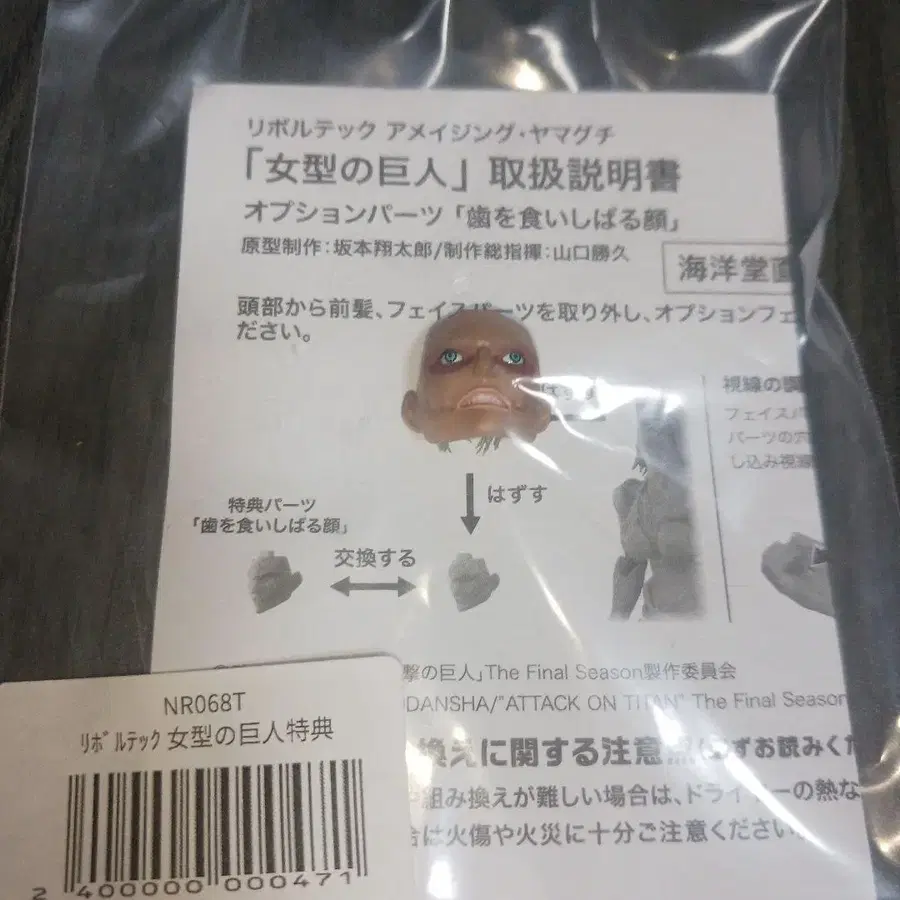 リボルテック アメイジング・ヤマグチ
「女型の巨人」取扱説明書
オプションパーツ「歯を食いしばる顔」
原型制作：坂本翔太郎/制作総指揮：山口勝久
海洋堂直
頭部から前髪、フェイスパーツを取り外し、オプションフェ
ださい。
はずす
視線の調
フェイスパ
パーツの穴
し込み視線
はずす
特典パーツ
「歯を食いしばる顔」
交換する
撃の巨人」The Final Season製作委員会
DANSHA/"ATTACK ON TITAN" The Final Season
換えに関する注意点(必ずお読みくだ
組み換えが難しい場合は、ドライヤーの熱な
合は火傷や火災に十分ご注意ください。
NR068T
ﾘﾎﾞﾙﾃｯｸ 女型の巨人特典
2 400000 000471